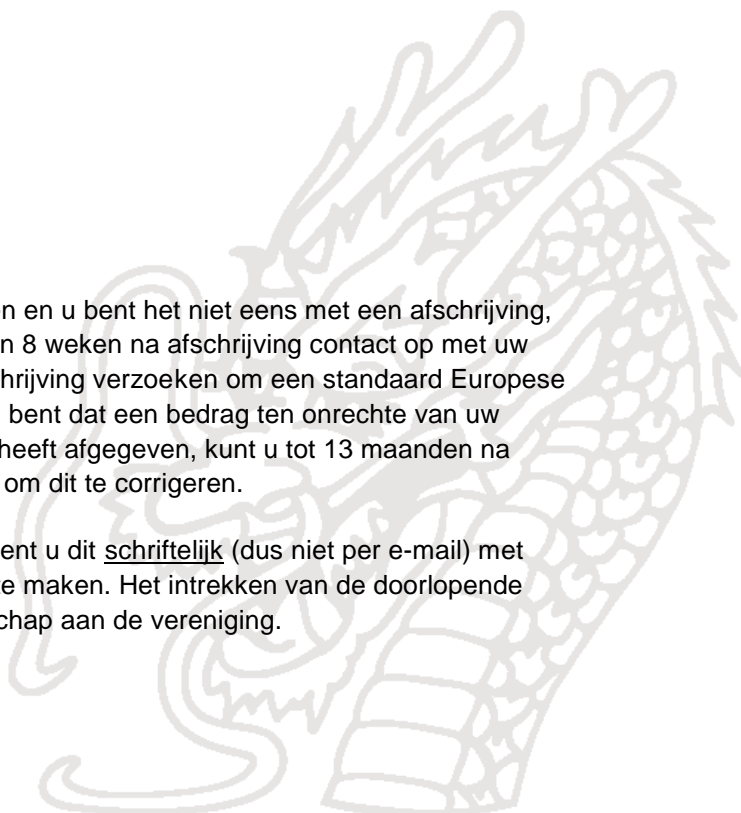 n en u bent het niet eens met een afschrijving,
n 8 weken na afschrijving contact op met uw
hrijving verzoeken om een standaard Europese
bent dat een bedrag ten onrechte van uw
heeft afgegeven, kunt u tot 13 maanden na
om dit te corrigeren.
ent u dit schriftelijk (dus niet per e-mail) met
te maken. Het intrekken van de doorlopende
chap aan de vereniging.